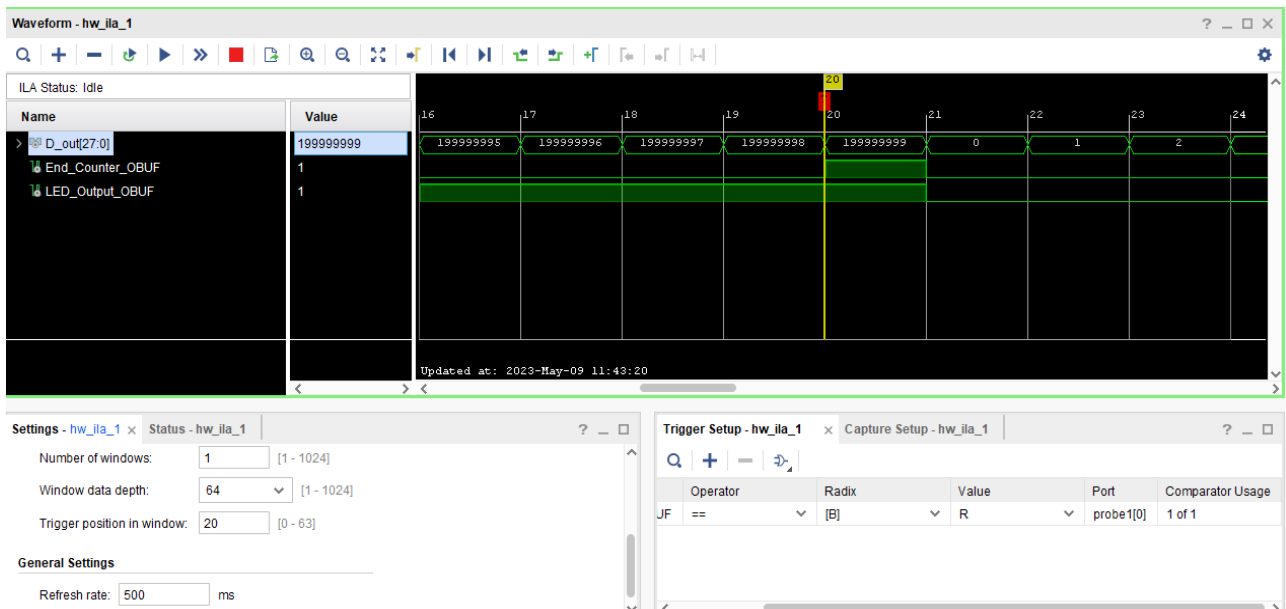 Waveform - hw_ila_1
ILA Status: Idle
20
Name Value
16 17 18 19 20 21 22 23 24
D_out[27:0] 199999999 199999995 199999996 199999997 199999998 199999999 0 1 2
End_Counter_OBUF 1
LED_Output_OBUF 1
Updated at: 2023-May-09 11:43:20
Settings - hw_ila_1 Status - hw_ila_1
Number of windows: 1 [1 - 1024]
Window data depth: 64 [1 - 1024]
Trigger position in window: 20 [0 - 63]
General Settings
Refresh rate: 500 ms
Trigger Setup - hw_ila_1 Capture Setup - hw_ila_1
Operator Radix Value Port Comparator Usage
UF == [B] R probe1[0] 1 of 1